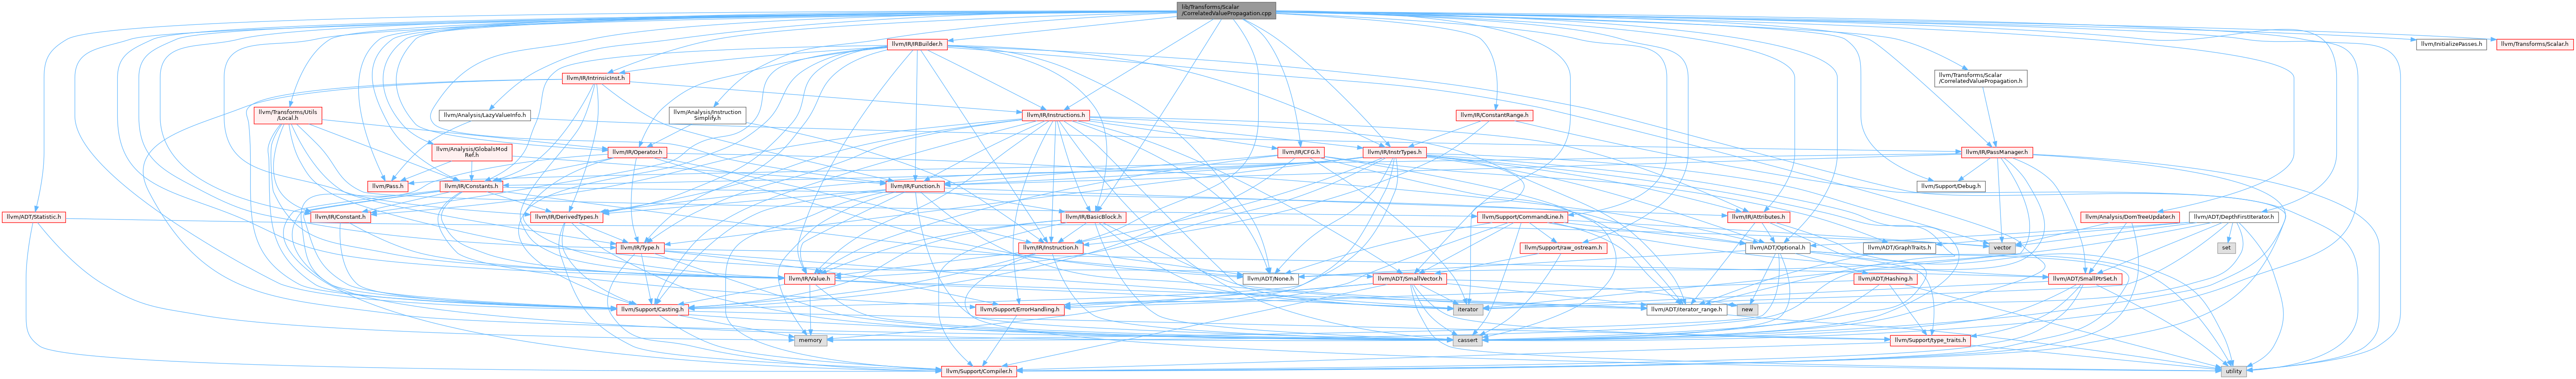 lib/Transforms/Scalar
/CorrelatedValuePropagation.cpp
llvm/IR/IRBuilder.h
llvm/InitializePasses.h
llvm/Transforms/Scalar.h
llvm/IR/IntrinsicInst.h
llvm/Transforms/Scalar
/CorrelatedValuePropagation.h
llvm/Transforms/Utils
/Local.h
llvm/Analysis/LazyValueInfo.h
llvm/Analysis/Instruction
Simplify.h
llvm/IR/Instructions.h
llvm/IR/ConstantRange.h
llvm/Analysis/GlobalsMod
Ref.h
llvm/IR/Operator.h
llvm/IR/CFG.h
llvm/IR/InstrTypes.h
llvm/IR/PassManager.h
llvm/Pass.h
llvm/IR/Constants.h
llvm/IR/Function.h
llvm/Support/Debug.h
llvm/ADT/Statistic.h
llvm/IR/Constant.h
llvm/IR/DerivedTypes.h
llvm/IR/BasicBlock.h
llvm/Support/CommandLine.h
llvm/IR/Attributes.h
llvm/Analysis/DomTreeUpdater.h
llvm/ADT/DepthFirstIterator.h
llvm/IR/Type.h
llvm/IR/Instruction.h
llvm/Support/raw_ostream.h
llvm/ADT/Optional.h
llvm/ADT/GraphTraits.h
vector
set
llvm/IR/Value.h
llvm/ADT/None.h
llvm/ADT/SmallVector.h
llvm/ADT/Hashing.h
llvm/ADT/SmallPtrSet.h
llvm/Support/Casting.h
llvm/Support/ErrorHandling.h
iterator
llvm/ADT/iterator_range.h
new
memory
cassert
llvm/Support/type_traits.h
llvm/Support/Compiler.h
utility